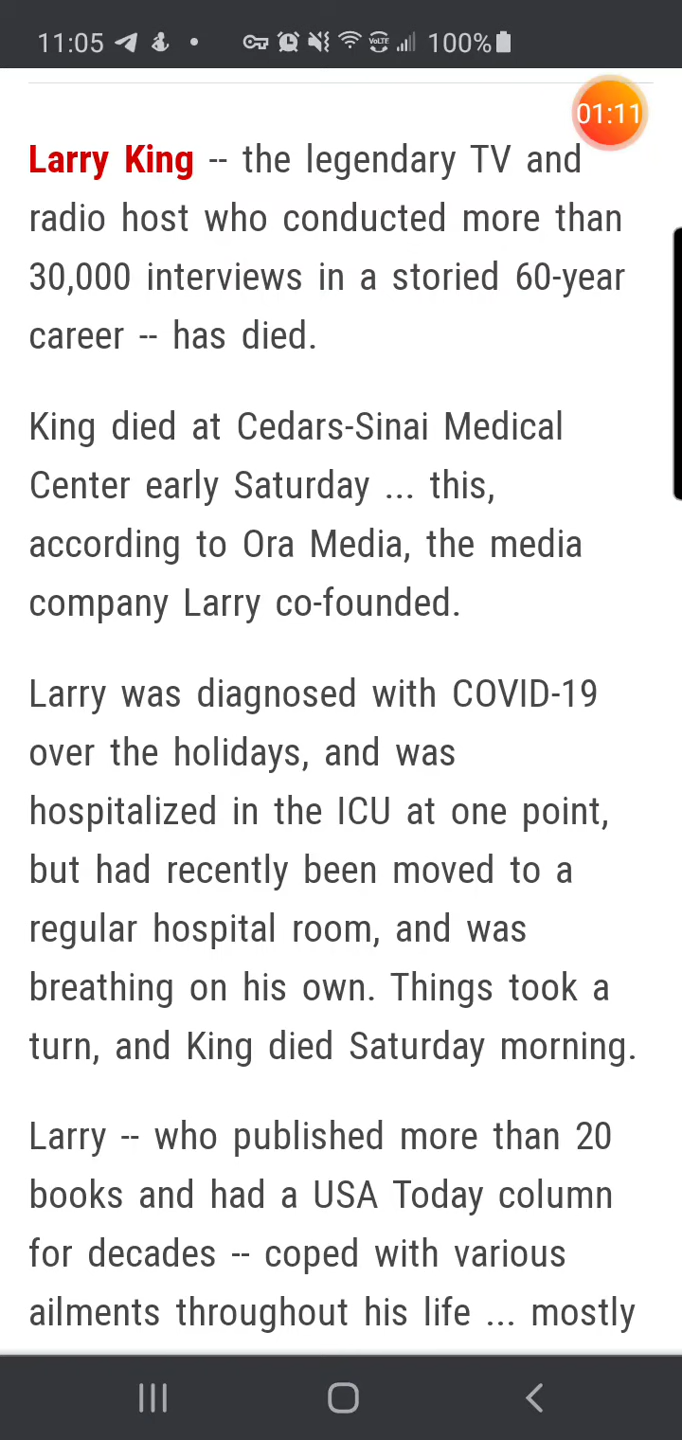 11:05
VoLTE
100%
01:11
Larry King -- the legendary TV and
radio host who conducted more than
30,000 interviews in a storied 60-year
career -- has died.
King died at Cedars-Sinai Medical
Center early Saturday ... this,
according to Ora Media, the media
company Larry co-founded.
Larry was diagnosed with COVID-19
over the holidays, and was
hospitalized in the ICU at one point,
but had recently been moved to a
regular hospital room, and was
breathing on his own. Things took a
turn, and King died Saturday morning.
Larry -- who published more than 20
books and had a USA Today column
for decades -- coped with various
ailments throughout his life ... mostly